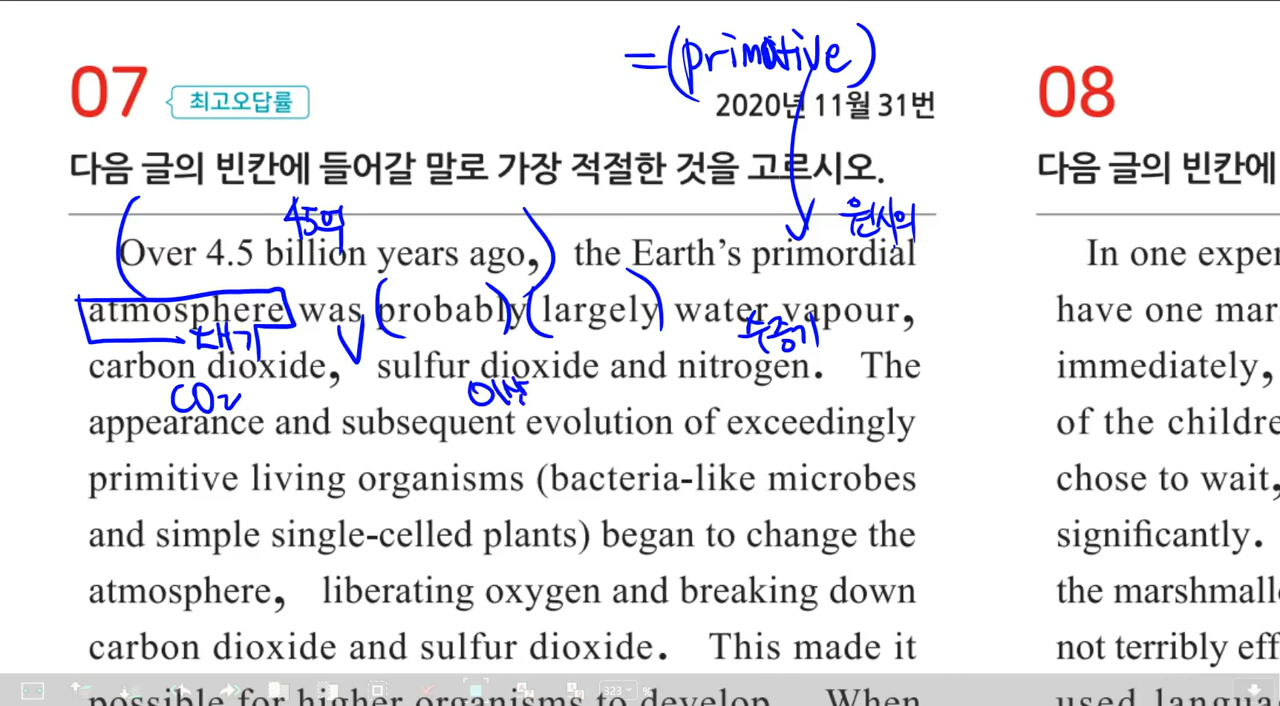 =(primative)
07 최고오답률
2020년 11월 31번
다음 글의 빈칸에 들어갈 말로 가장 적절한 것을 고르시오.
45억
원시의
Over 4.5 billion years ago, the Earth's primordial
atmosphere was probably largely water vapour,
대기
수증기
carbon dioxide, sulfur dioxide and nitrogen. The
CO2
이산
appearance and subsequent evolution of exceedingly
primitive living organisms (bacteria-like microbes
and simple single-celled plants) began to change the
atmosphere, liberating oxygen and breaking down
carbon dioxide and sulfur dioxide. This made it
possible for higher organisms to develop. When
08
다음 글의 빈칸에
In one expe
have one mar
immediately,
of the childre
chose to wait,
significantly.
the marshmall
not terribly eff
used langua
323 %